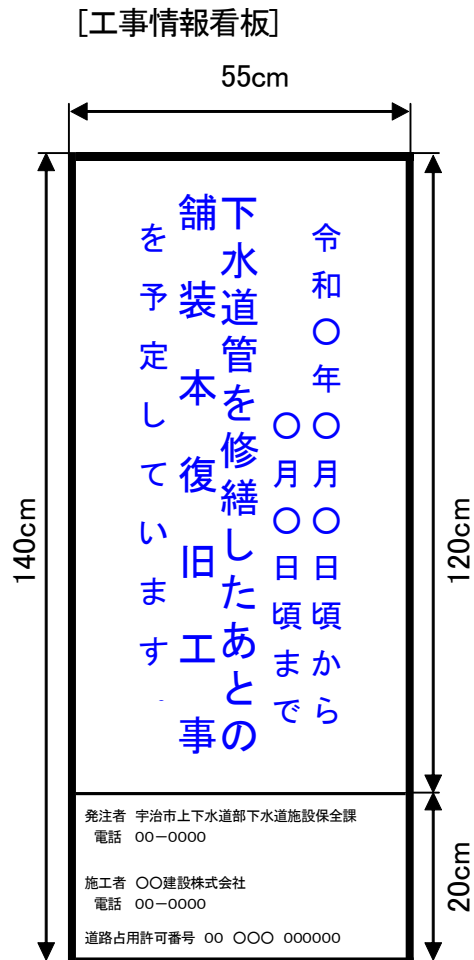 [工事情報看板]
55cm
140cm
120cm
20cm
令和〇年〇月〇日頃から
〇月〇日頃まで
下水道管を修繕したあとの
舗装本復旧工事
を予定しています
発注者 宇治市上下水道部下水道施設保全課
電話 00－0000
施工者 〇〇建設株式会社
電話 00－0000
道路占用許可番号 00 〇〇〇 000000